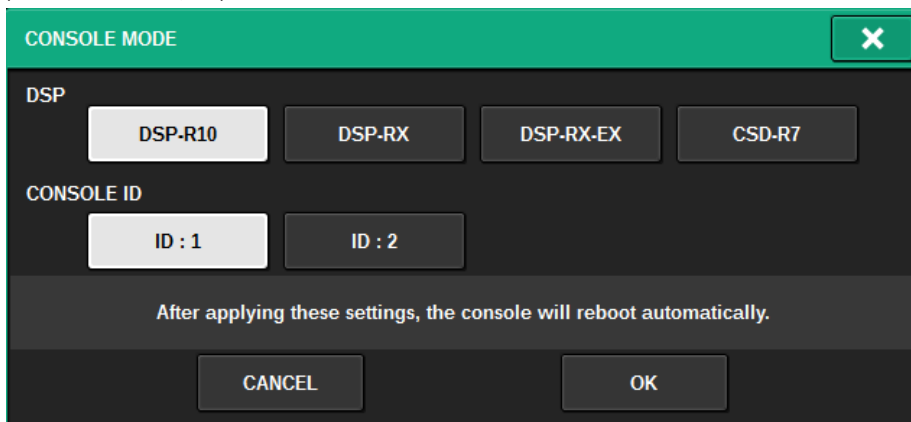 CONSOLE MODE
DSP
DSP-R10 DSP-RX DSP-RX-EX CSD-R7
CONSOLE ID
ID : 1 ID : 2
After applying these settings, the console will reboot automatically.
CANCEL OK